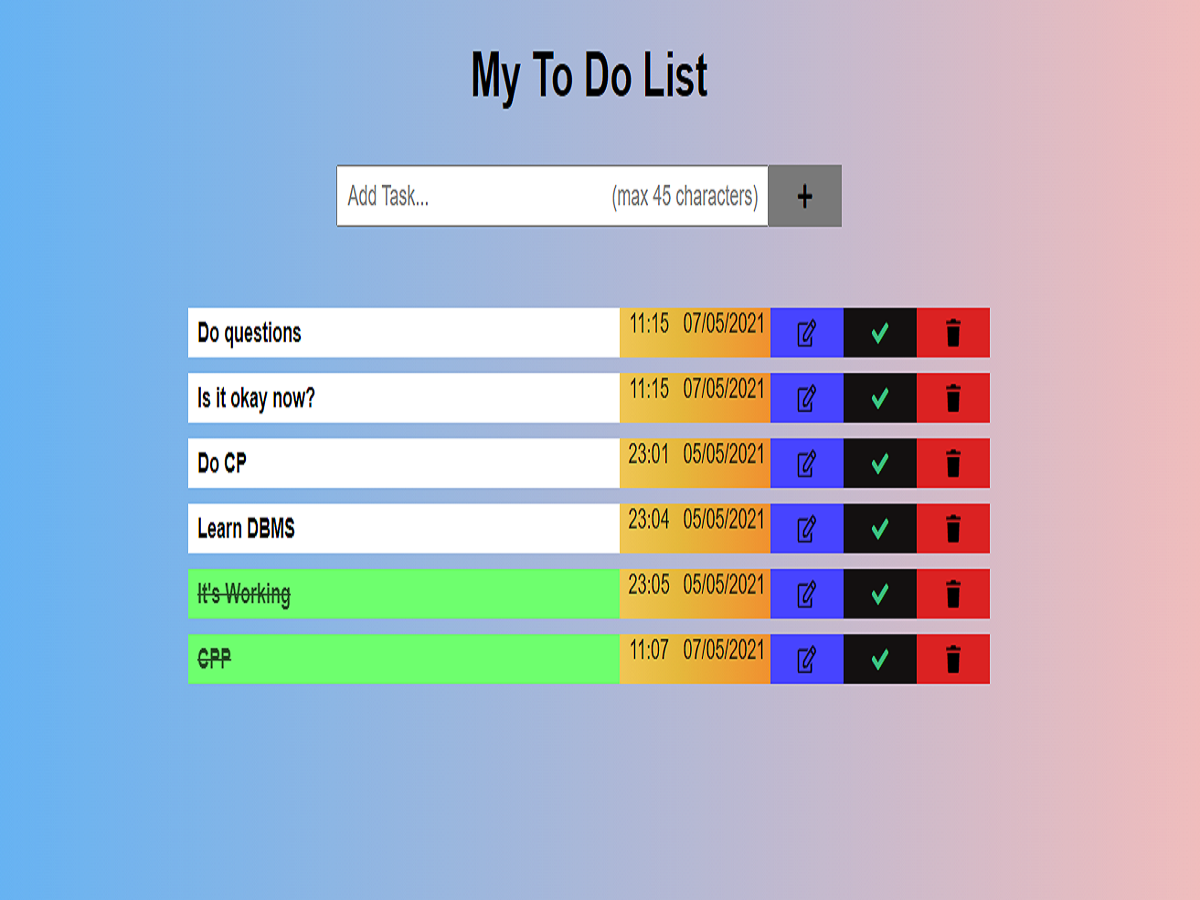 My To Do List
Add Task... (max 45 characters) +
Do questions 11:15 07/05/2021
Is it okay now? 11:15 07/05/2021
Do CP 23:01 05/05/2021
Learn DBMS 23:04 05/05/2021
It's Working 23:05 05/05/2021
CPP 11:07 07/05/2021